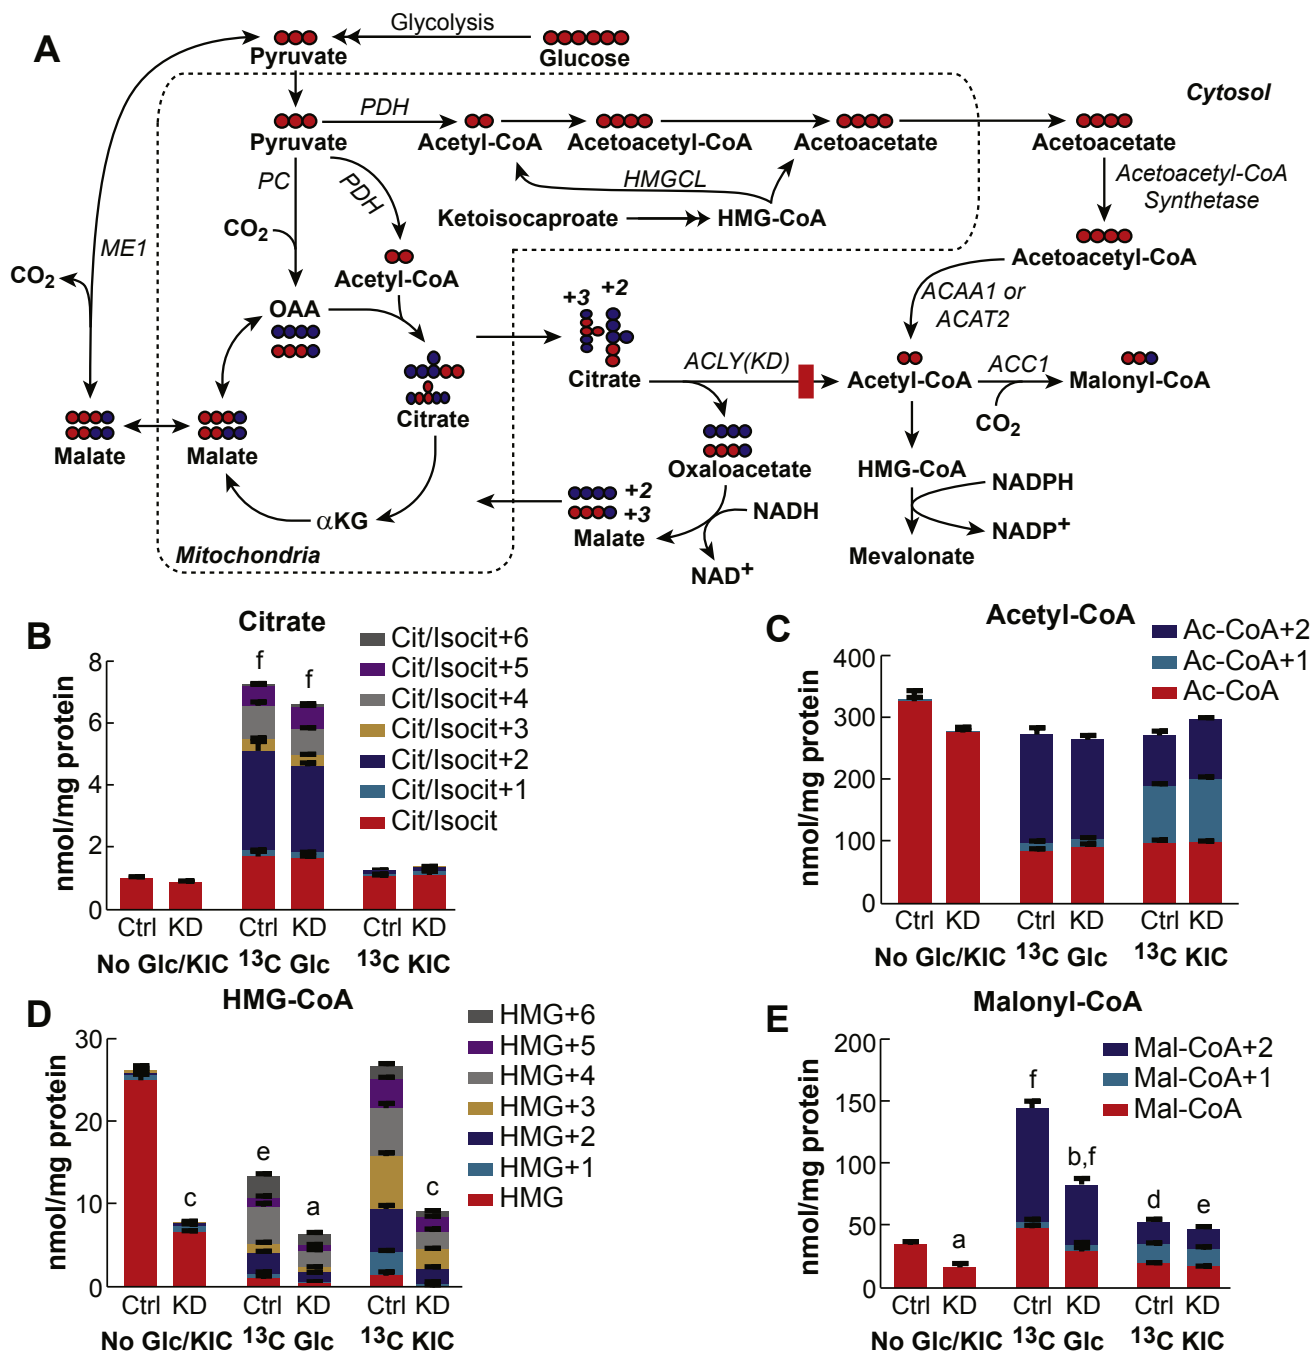 A
Glycolysis
Pyruvate
Glucose
Cytosol
PDH
Pyruvate
Acetyl-CoA
Acetoacetyl-CoA
Acetoacetate
Acetoacetate
PC
PDH
HMGCL
Acetoacetyl-CoA
Synthetase
Ketoisocaproate
HMG-CoA
CO2
ME1
Acetyl-CoA
Acetoacetyl-CoA
CO2
OAA
+3
+2
ACAA1 or
ACAT2
Citrate
ACLY(KD)
Acetyl-CoA
ACC1
Malonyl-CoA
CO2
Citrate
Malate
Malate
Oxaloacetate
HMG-CoA
NADPH
αKG
+2
+3
Malate
NADH
NADP+
Mitochondria
Mevalonate
NAD+
B
Citrate
nmol/mg protein
8
6
4
2
0
f
f
Cit/Isocit+6
Cit/Isocit+5
Cit/Isocit+4
Cit/Isocit+3
Cit/Isocit+2
Cit/Isocit+1
Cit/Isocit
Ctrl KD Ctrl KD Ctrl KD
No Glc/KIC 13C Glc 13C KIC
C
Acetyl-CoA
nmol/mg protein
400
300
200
100
0
Ac-CoA+2
Ac-CoA+1
Ac-CoA
Ctrl KD Ctrl KD Ctrl KD
No Glc/KIC 13C Glc 13C KIC
D
HMG-CoA
nmol/mg protein
30
20
10
0
c
e
a
c
HMG+6
HMG+5
HMG+4
HMG+3
HMG+2
HMG+1
HMG
Ctrl KD Ctrl KD Ctrl KD
No Glc/KIC 13C Glc 13C KIC
E
Malonyl-CoA
nmol/mg protein
200
150
100
50
0
a
f
b,f
d
e
Mal-CoA+2
Mal-CoA+1
Mal-CoA
Ctrl KD Ctrl KD Ctrl KD
No Glc/KIC 13C Glc 13C KIC